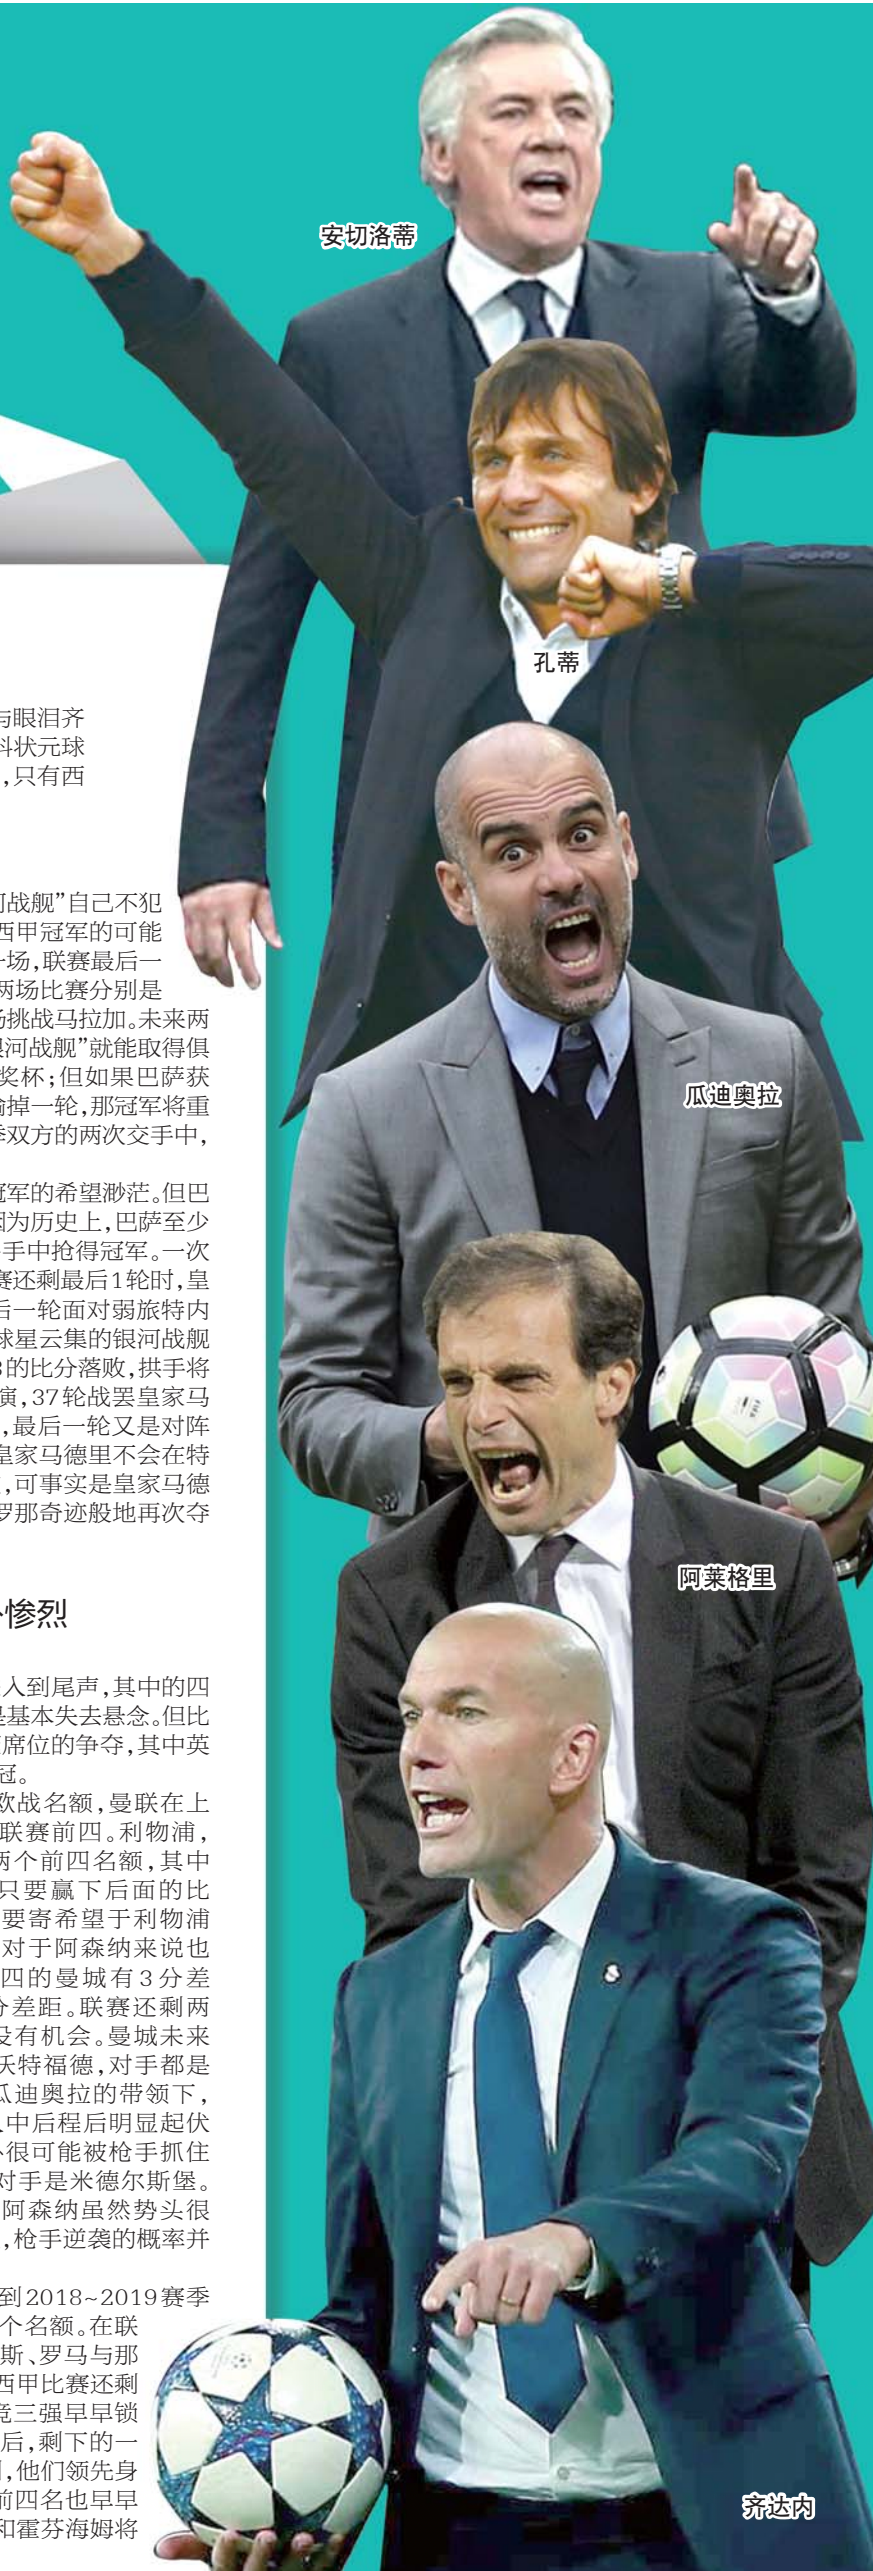 安切洛蒂
孔蒂
与眼泪齐
科状元球
,只有西
河战舰”自己不犯
西甲冠军的可能
一场,联赛最后一
两场比赛分别是
场挑战马拉加。未来两
银河战舰”就能取得俱
奖杯;但如果巴萨获
输掉一轮,那冠军将重
季双方的两次交手中,
冠军的希望渺茫。但巴
因为历史上,巴萨至少
手中抢得冠军。一次
赛还剩最后1轮时,皇
后一轮面对弱旅特内
球星云集的银河战舰
3的比分落败,拱手将
演,37轮战罢皇家马
,最后一轮又是对阵
皇家马德里不会在特
,可事实是皇家马德
罗那奇迹般地再次夺
瓜迪奥拉
阿莱格里
惨烈
入到尾声,其中的四
是基本失去悬念。但比
席位的争夺,其中英
冠。
欧战名额,曼联在上
联赛前四。利物浦,
两个前四名额,其中
只要赢下后面的比
要寄希望于利物浦
对于阿森纳来说也
四的曼城有3分差
分差距。联赛还剩两
没有机会。曼城未来
沃特福德,对手都是
瓜迪奥拉的带领下,
中后程后明显起伏
很可能被枪手抓住
对手是米德尔斯堡。
阿森纳虽然势头很
,枪手逆袭的概率并
到2018~2019赛季
个名额。在联
斯、罗马与那
西甲比赛还剩
竞三强早早锁
后,剩下的一
,他们领先身
前四名也早早
和霍芬海姆将
齐达内